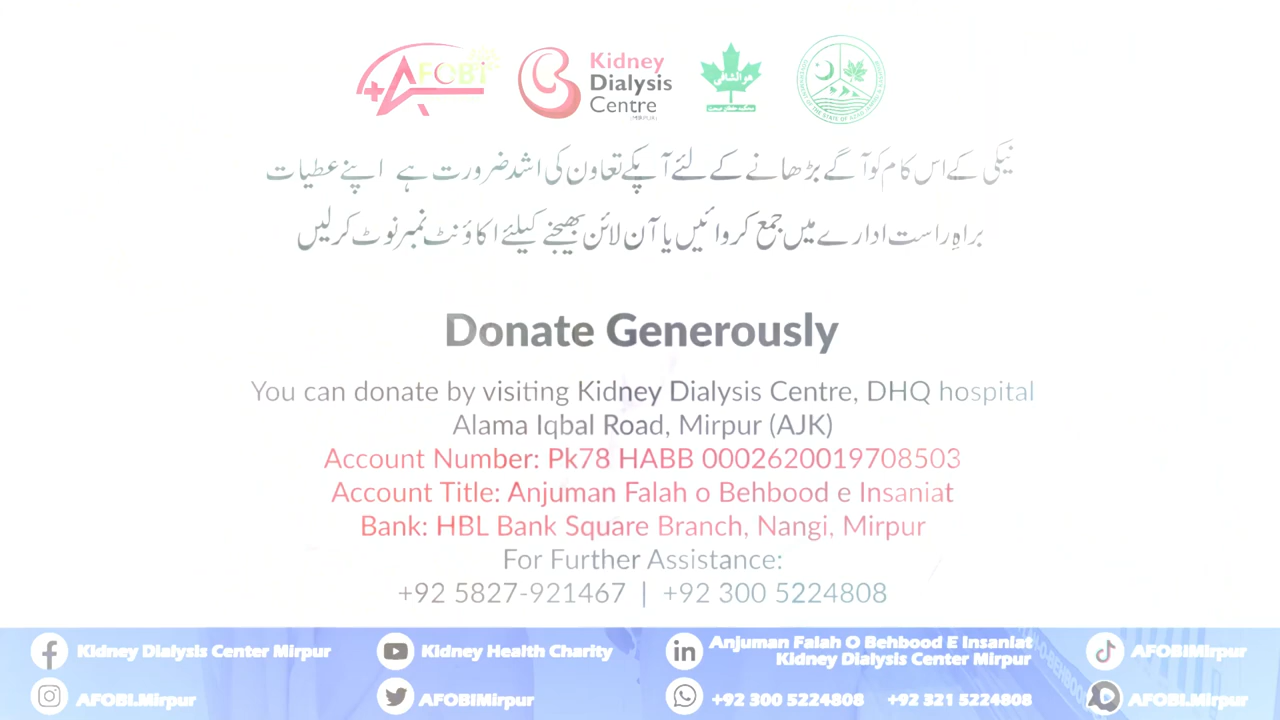 AFOBI
Kidney
Dialysis
Centre
ھوالشافی
نیکی کے اس کام کو آگے بڑھانے کے لئے آپکے تعاون کی اشد ضرورت ہے اپنے عطیات
براہِ راست ادارے میں جمع کروائیں یا آن لائن بھیجنے کیلئے اکاؤنٹ نمبر نوٹ کرلیں
Donate Generously
You can donate by visiting Kidney Dialysis Centre, DHQ hospital
Alama Iqbal Road, Mirpur (AJK)
Account Number: Pk78 HABB 0002620019708503
Account Title: Anjuman Falah o Behbood e Insaniat
Bank: HBL Bank Square Branch, Nangi, Mirpur
For Further Assistance:
+92 5827-921467 | +92 300 5224808
Kidney Dialysis Center Mirpur
Kidney Health Charity
Anjuman Falah O Behbood E Insaniat
Kidney Dialysis Center Mirpur
AFOBIMirpur
AFOBI.Mirpur
AFOBIMirpur
+92 300 5224808 +92 321 5224808
AFOBI.Mirpur